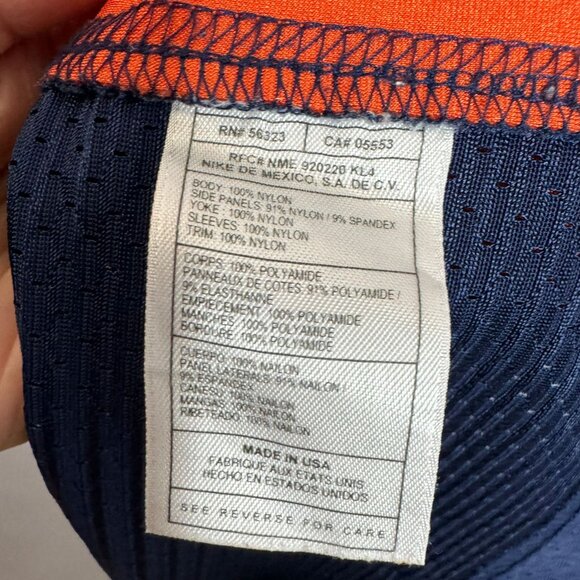 RN# 56323 CA# 05553
RFC# NME 920220 KL4
NIKE DE MEXICO, S.A. DE C.V.
BODY: 100% NYLON
SIDE PANELS: 91% NYLON / 9% SPANDEX
YOKE: 100% NYLON
SLEEVES: 100% NYLON
TRIM: 100% NYLON
CORPS: 100% POLYAMIDE
PANNEAUX DE COTES: 91% POLYAMIDE /
9% ELASTHANNE
EMPIECEMENT: 100% POLYAMIDE
MANCHES: 100% POLYAMIDE
BORDURE: 100% POLYAMIDE
CUERPO: 100% NAILON
PANEL LATERALS: 91% NAILON /
9% ESPANDEX
CANESU: 100% NAILON
MANGAS: 100% NAILON
RIRETEADO: 100% NAILON
MADE IN USA
FABRIQUE AUX ETATS UNIS
HECHO EN ESTADOS UNIDOS
SEE REVERSE FOR CARE